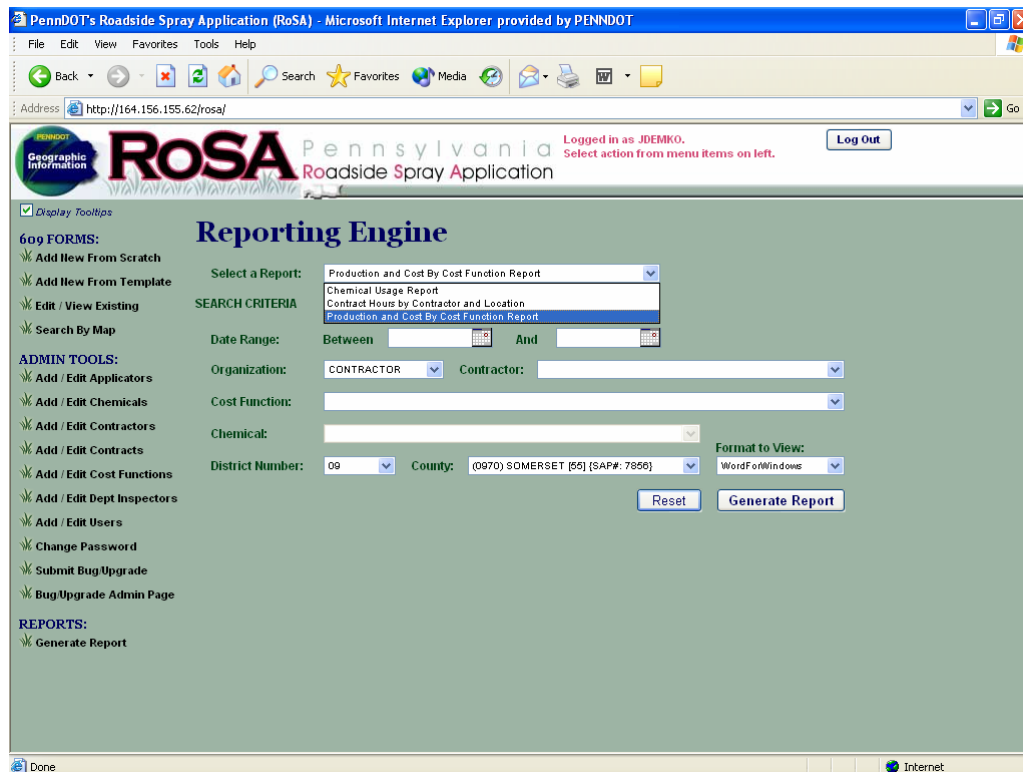 PennDOT's Roadside Spray Application (RoSA) - Microsoft Internet Explorer provided by PENNDOT
File Edit View Favorites Tools Help
Back Search Favorites Media
Address http://164.156.155.62/rosa/ Go
PENNDOT
Geographic
Information
RoSA
Pennsylvania
Roadside Spray Application
Logged in as JDEMKO.
Select action from menu items on left.
Log Out
Display Tooltips
609 FORMS:
Add New From Scratch
Add New From Template
Edit / View Existing
Search By Map
ADMIN TOOLS:
Add / Edit Applicators
Add / Edit Chemicals
Add / Edit Contractors
Add / Edit Contracts
Add / Edit Cost Functions
Add / Edit Dept Inspectors
Add / Edit Users
Change Password
Submit Bug/Upgrade
Bug/Upgrade Admin Page
REPORTS:
Generate Report
Reporting Engine
Select a Report: Production and Cost By Cost Function Report
Chemical Usage Report
Contract Hours by Contractor and Location
Production and Cost By Cost Function Report
SEARCH CRITERIA
Date Range: Between And
Organization: CONTRACTOR Contractor:
Cost Function:
Chemical:
Format to View:
District Number: 09 County: (0970) SOMERSET [55] {SAP#: 7856} WordForWindows
Reset Generate Report
Done Internet